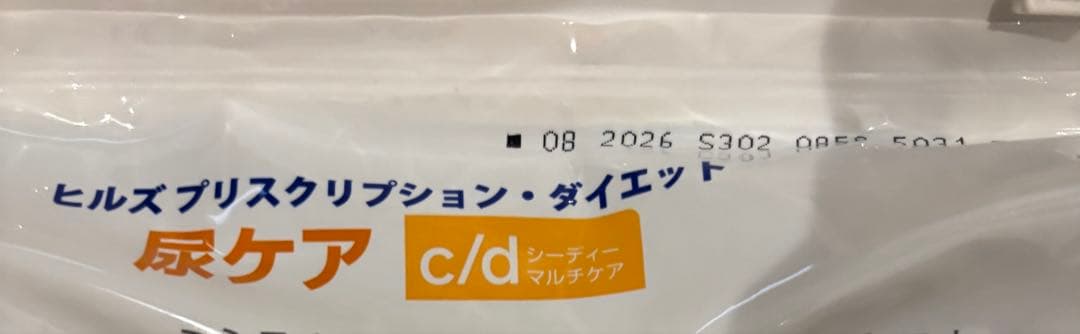 ■ 08 2026 S302
ヒルズプリスクリプション・ダイエット
尿ケア
c/d
シーディー
マルチケア